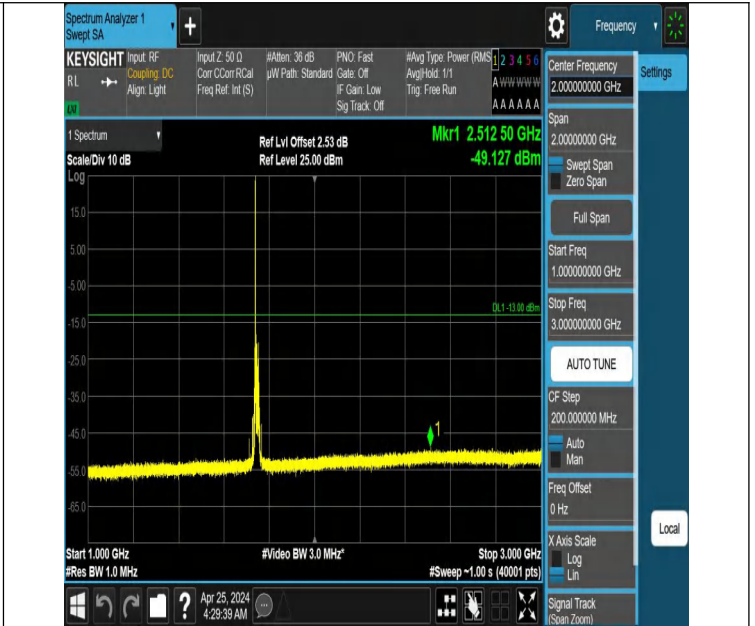 Spectrum Analyzer 1
Swept SA
Frequency
KEYSIGHT
RL
LXI
Input: RF
Coupling: DC
Align: Light
Input Z: 50 Ω
Corr CCorr RCal
Freq Ref: Int (S)
#Atten: 36 dB
µW Path: Standard
PNO: Fast
Gate: Off
IF Gain: Low
Sig Track: Off
#Avg Type: Power (RMS
Avg|Hold: 1/1
Trig: Free Run
1 2 3 4 5 6
A W W W W W
A A A A A A
1 Spectrum
Scale/Div 10 dB
Log
Ref Lvl Offset 2.53 dB
Ref Level 25.00 dBm
Mkr1 2.512 50 GHz
-49.127 dBm
15.0
5.00
-5.00
-15.0
-25.0
-35.0
-45.0
-55.0
-65.0
DL1 -13.00 dBm
1
Start 1.000 GHz
#Res BW 1.0 MHz
#Video BW 3.0 MHz*
Stop 3.000 GHz
#Sweep ~1.00 s (40001 pts)
Apr 25, 2024
4:29:39 AM
Center Frequency
2.000000000 GHz
Settings
Span
2.00000000 GHz
Swept Span
Zero Span
Full Span
Start Freq
1.000000000 GHz
Stop Freq
3.000000000 GHz
AUTO TUNE
CF Step
200.000000 MHz
Auto
Man
Freq Offset
0 Hz
X Axis Scale
Log
Lin
Local
Signal Track
(Span Zoom)